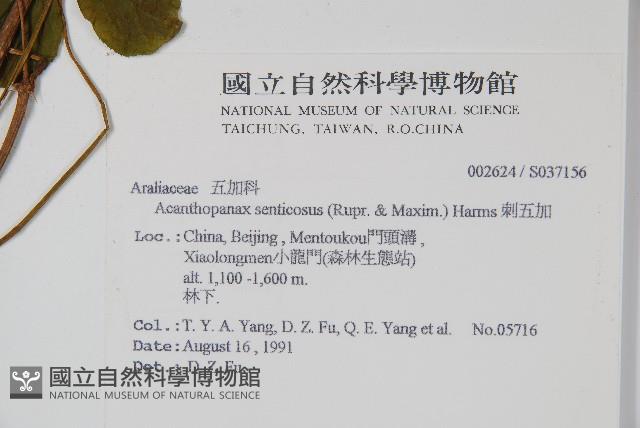 國立自然科學博物館
NATIONAL MUSEUM OF NATURAL SCIENCE
TAICHUNG, TAIWAN, R.O.CHINA
002624 / S037156
Araliaceae 五加科
Acanthopanax senticosus (Rupr. & Maxim.) Harms 刺五加
Loc.:China, Beijing , Mentoukou門頭溝 ,
Xiaolongmen小龍門(森林生態站)
alt. 1,100 -1,600 m.
林下.
Col.:T. Y. A. Yang, D. Z. Fu, Q. E. Yang et al. No.05716
Date:August 16 , 1991
Det.: D. Z. Fu
國立自然科學博物館
NATIONAL MUSEUM OF NATURAL SCIENCE